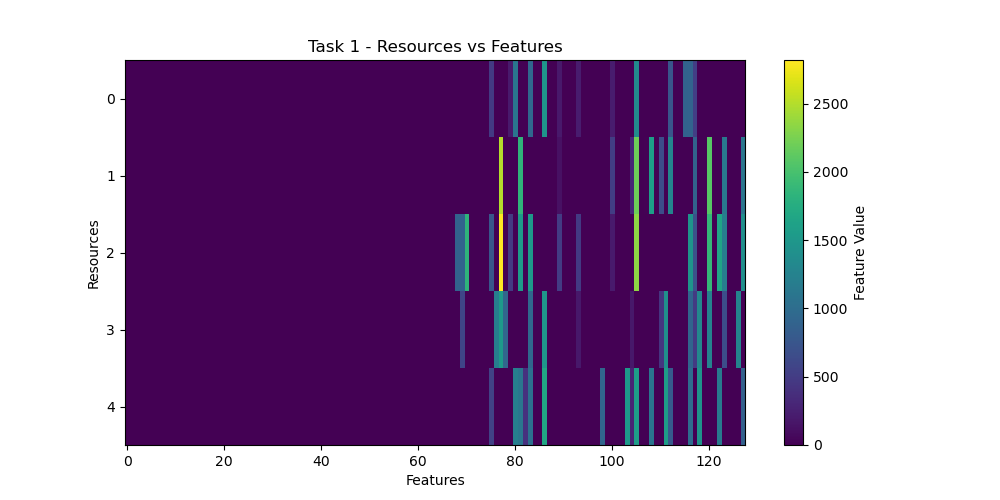 Task 1 - Resources vs Features
Resources
0
1
2
3
4
0 20 40 60 80 100 120
Features
2500
2000
1500
1000
500
0
Feature Value